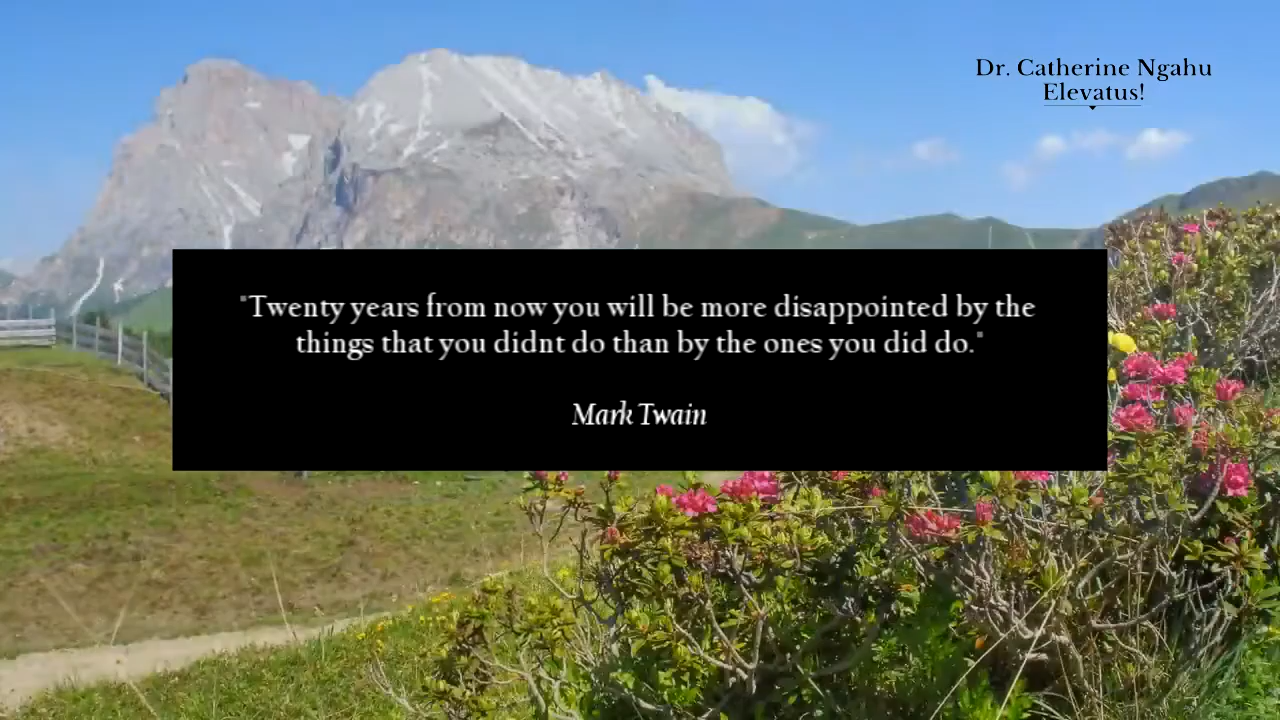 Dr. Catherine Ngahu
Elevatus!
"Twenty years from now you will be more disappointed by the
things that you didnt do than by the ones you did do."
Mark Twain